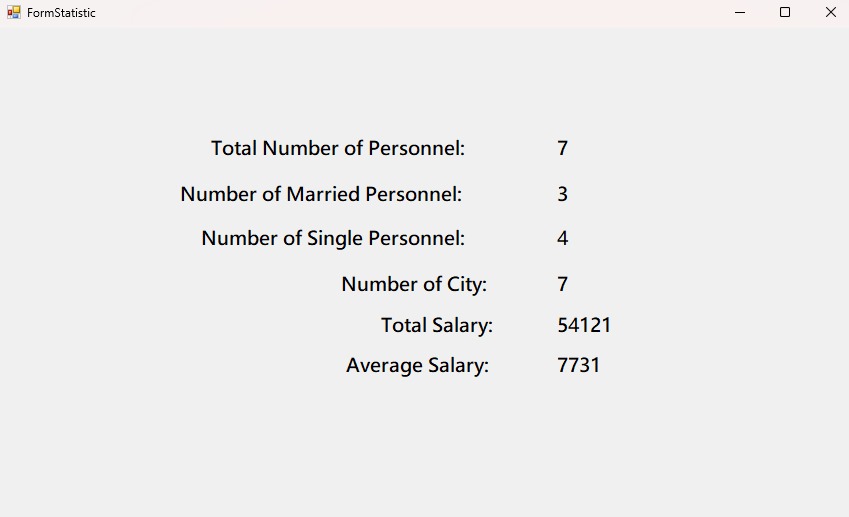 FormStatistic
Total Number of Personnel: 7
Number of Married Personnel: 3
Number of Single Personnel: 4
Number of City: 7
Total Salary: 54121
Average Salary: 7731